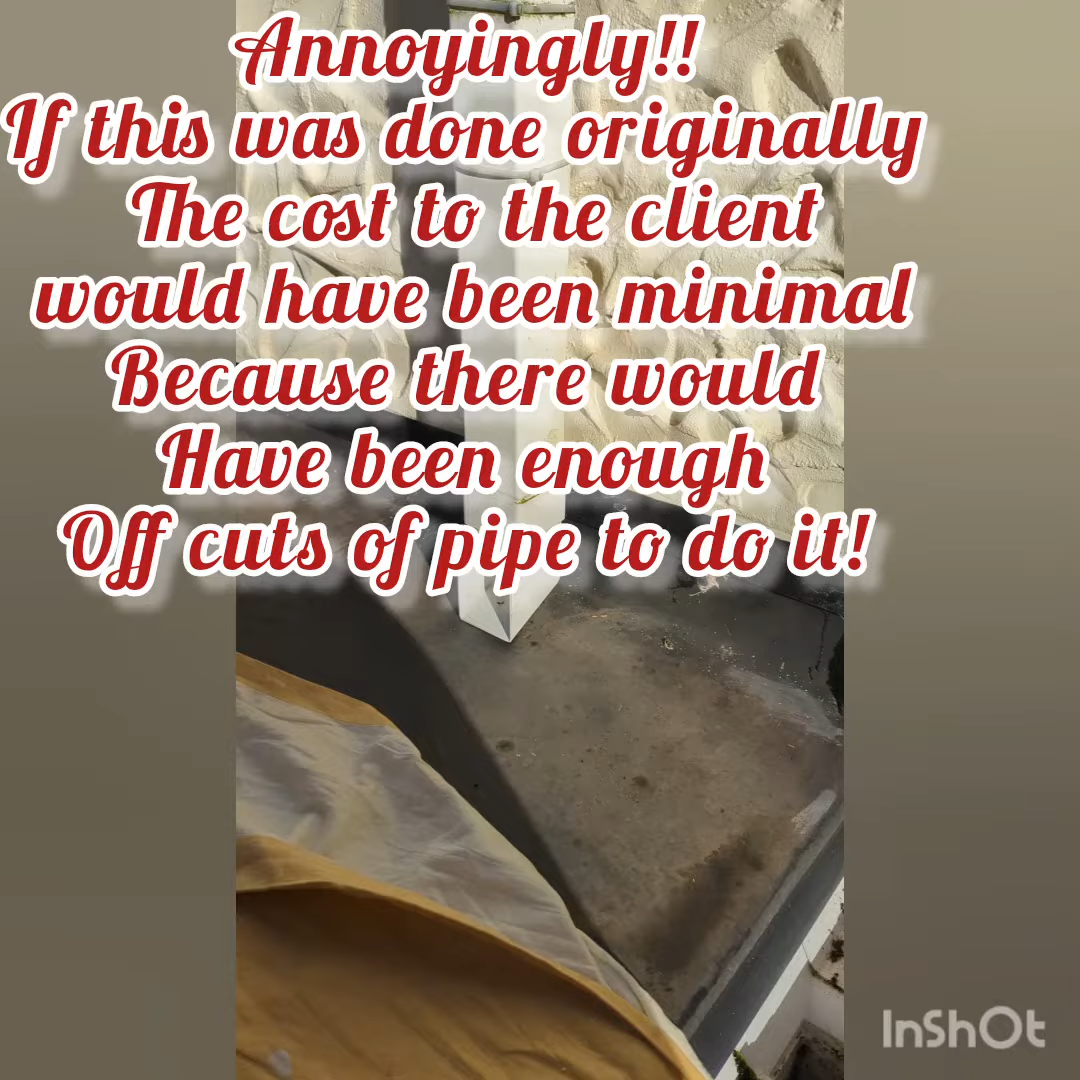 Annoyingly!!
If this was done originally
The cost to the client
would have been minimal
Because there would
Have been enough
Off cuts of pipe to do it!
InShOt